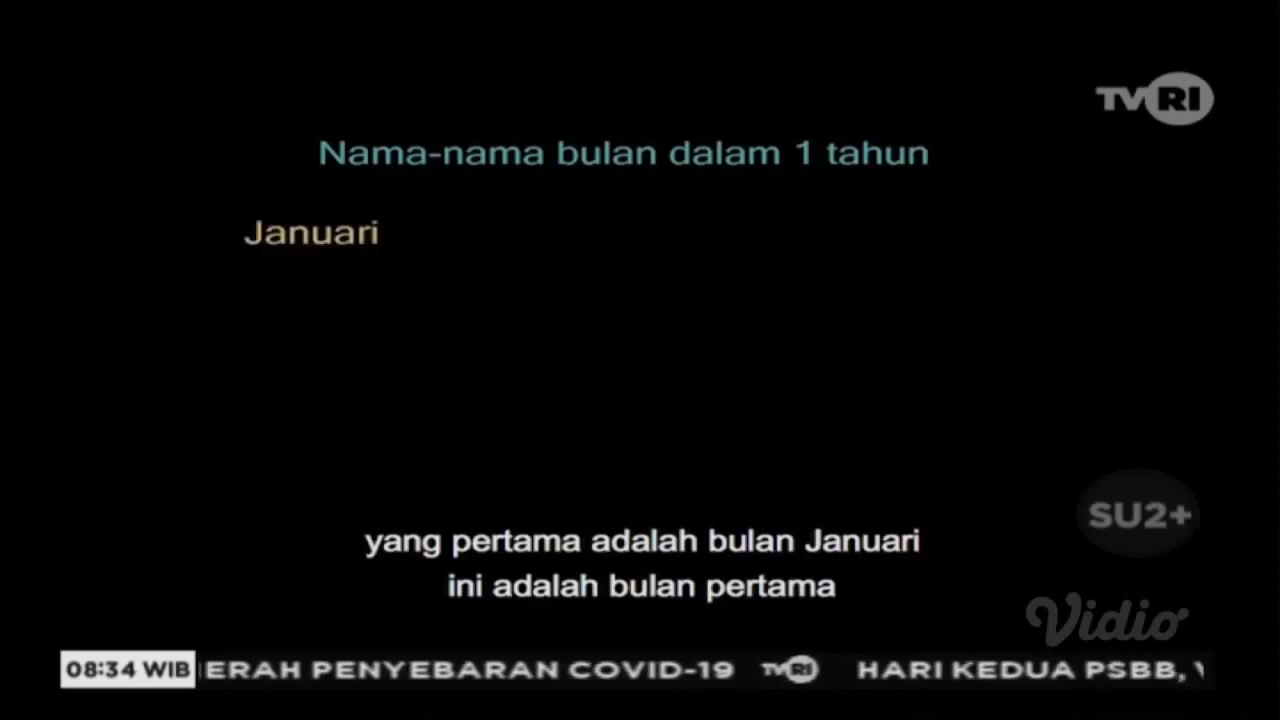 TVRI
Nama-nama bulan dalam 1 tahun
Januari
SU2+
yang pertama adalah bulan Januari
ini adalah bulan pertama
Vidio
08:34 WIB ERAH PENYEBARAN COVID-19 TVRI HARI KEDUA PSBB,